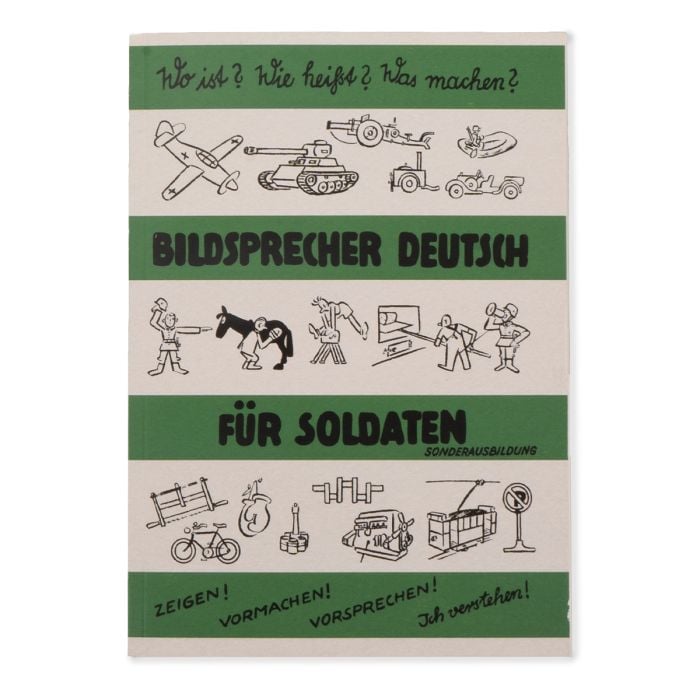 Wo ist? Wie heißt? Was machen?
BILDSPRECHER DEUTSCH
FÜR SOLDATEN
SONDERAUSBILDUNG
ZEIGEN! VORMACHEN! VORSPRECHEN! Ich verstehen!